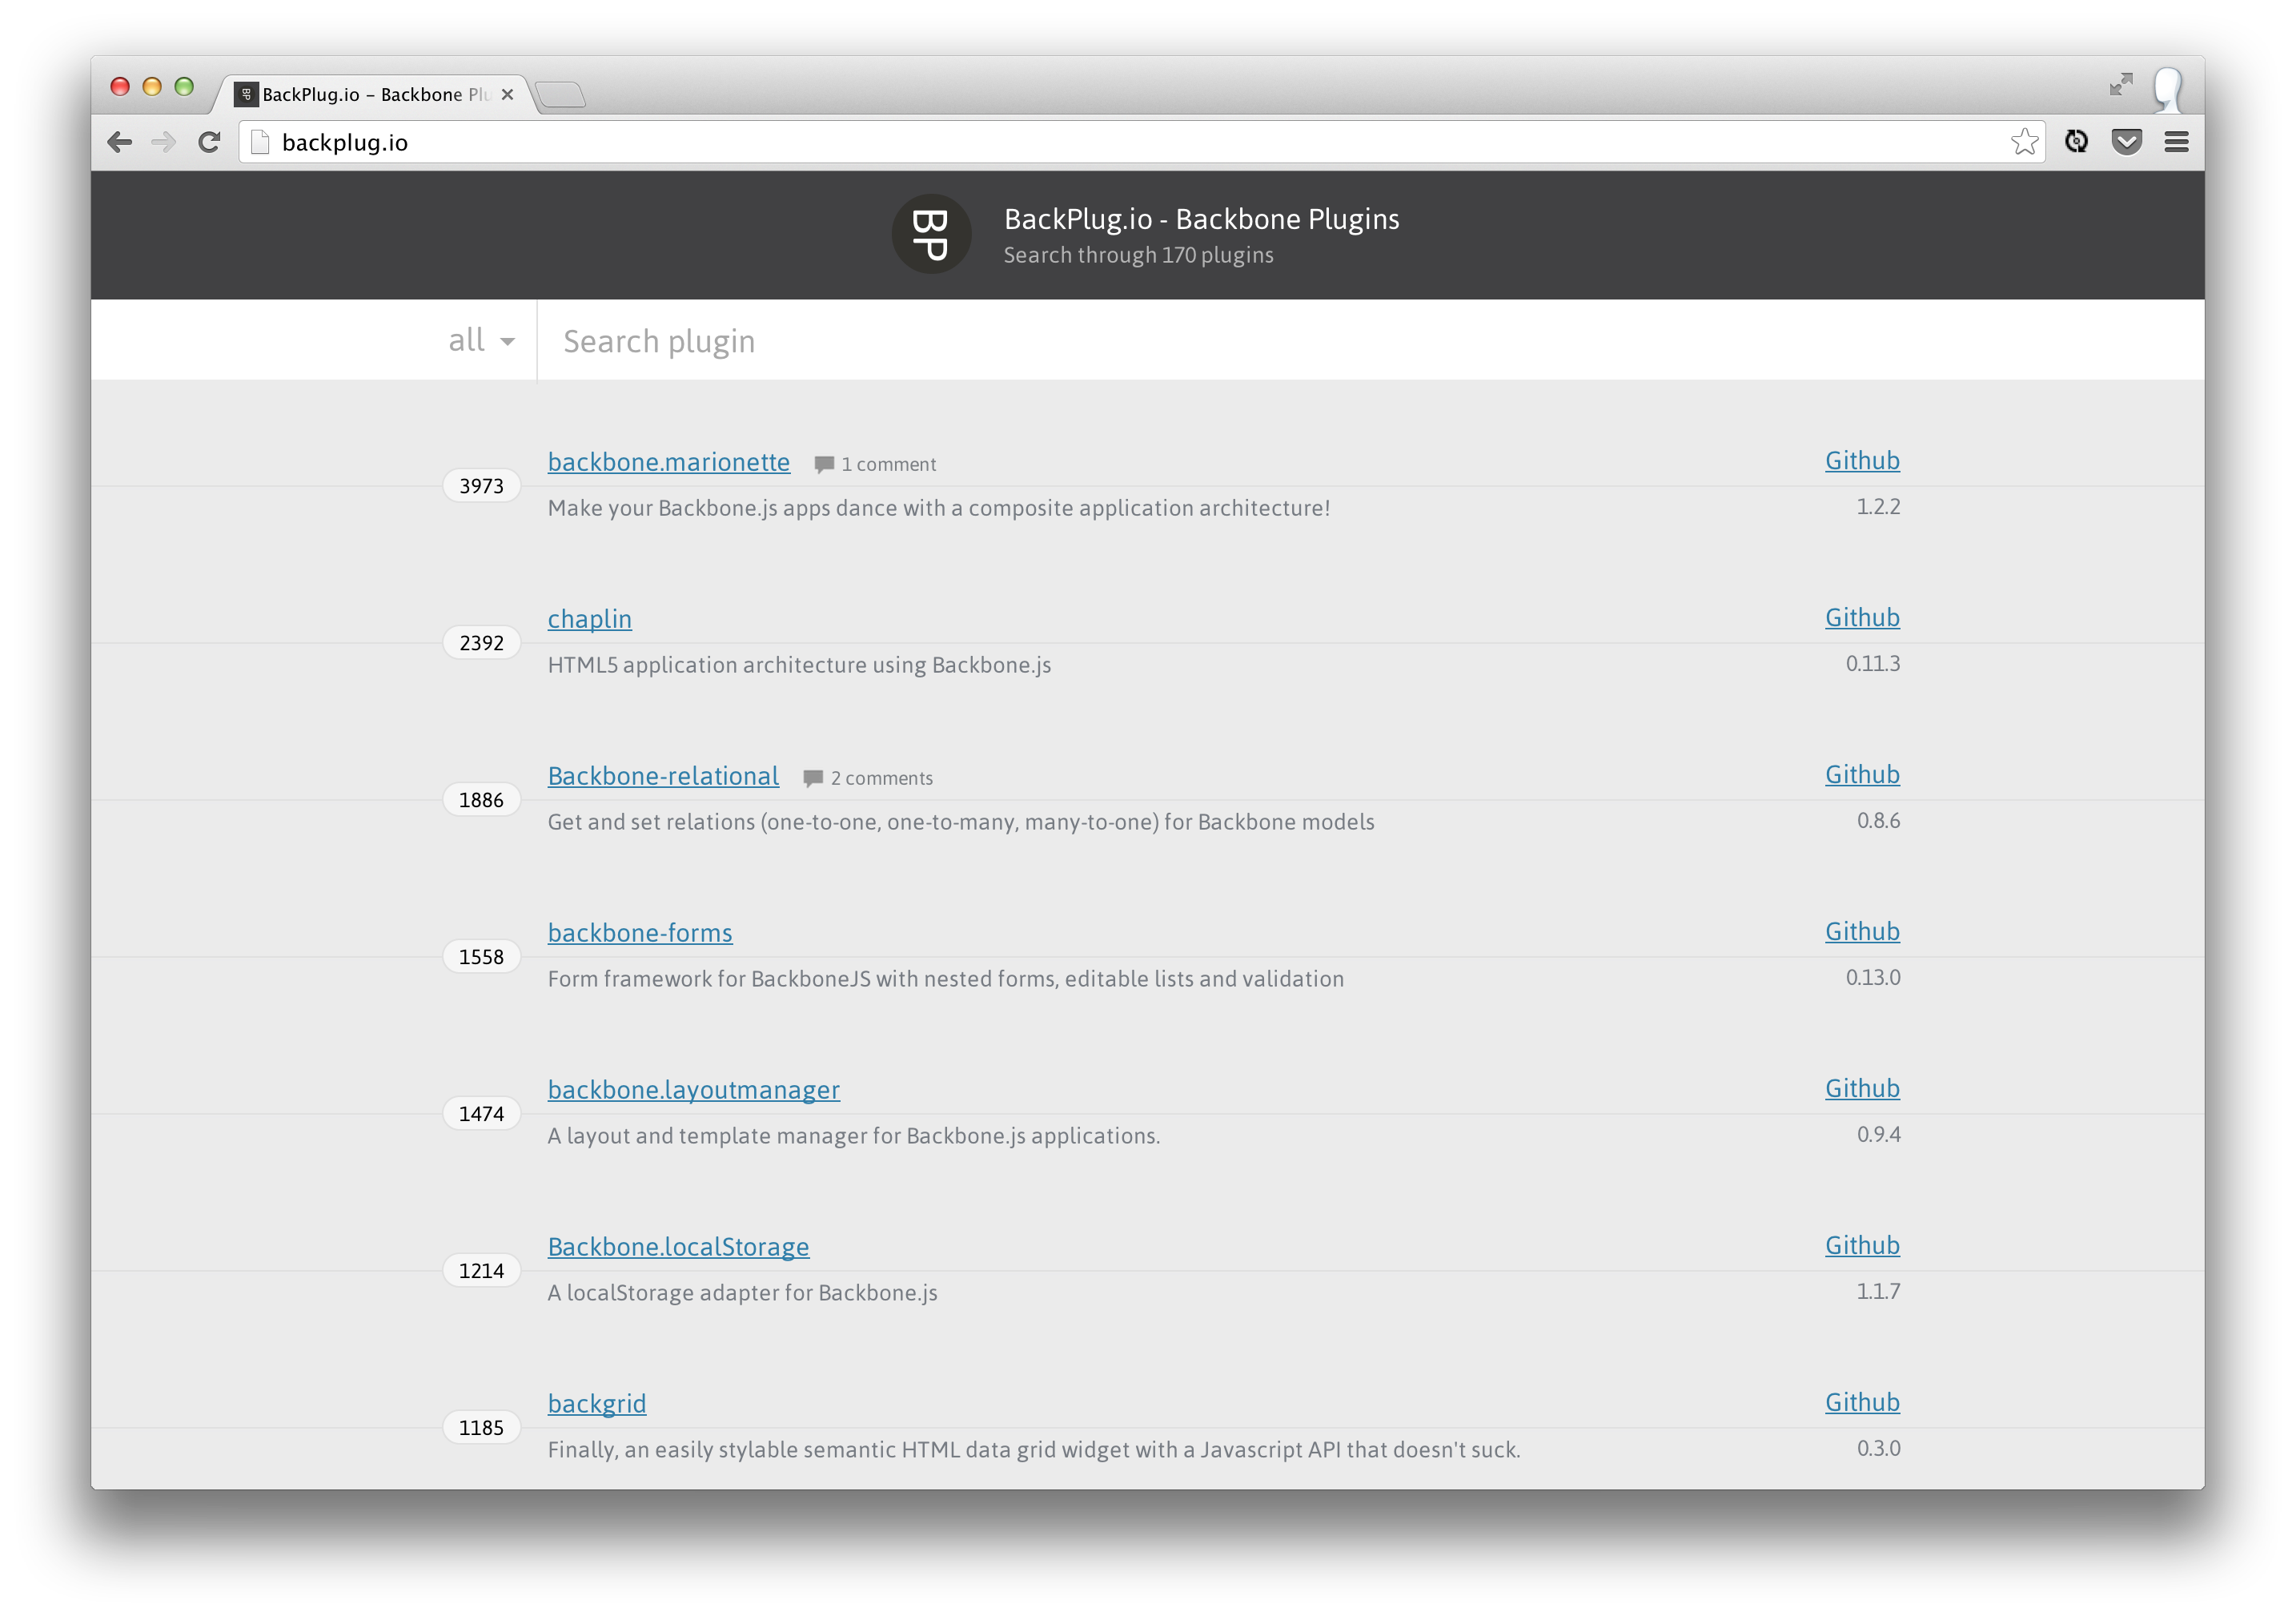 BackPlug.io – Backbone Plu
backplug.io
BP
BackPlug.io - Backbone Plugins
Search through 170 plugins
all
Search plugin
backbone.marionette 1 comment Github
3973
Make your Backbone.js apps dance with a composite application architecture! 1.2.2
chaplin Github
2392
HTML5 application architecture using Backbone.js 0.11.3
Backbone-relational 2 comments Github
1886
Get and set relations (one-to-one, one-to-many, many-to-one) for Backbone models 0.8.6
backbone-forms Github
1558
Form framework for BackboneJS with nested forms, editable lists and validation 0.13.0
backbone.layoutmanager Github
1474
A layout and template manager for Backbone.js applications. 0.9.4
Backbone.localStorage Github
1214
A localStorage adapter for Backbone.js 1.1.7
backgrid Github
1185
Finally, an easily stylable semantic HTML data grid widget with a Javascript API that doesn't suck. 0.3.0